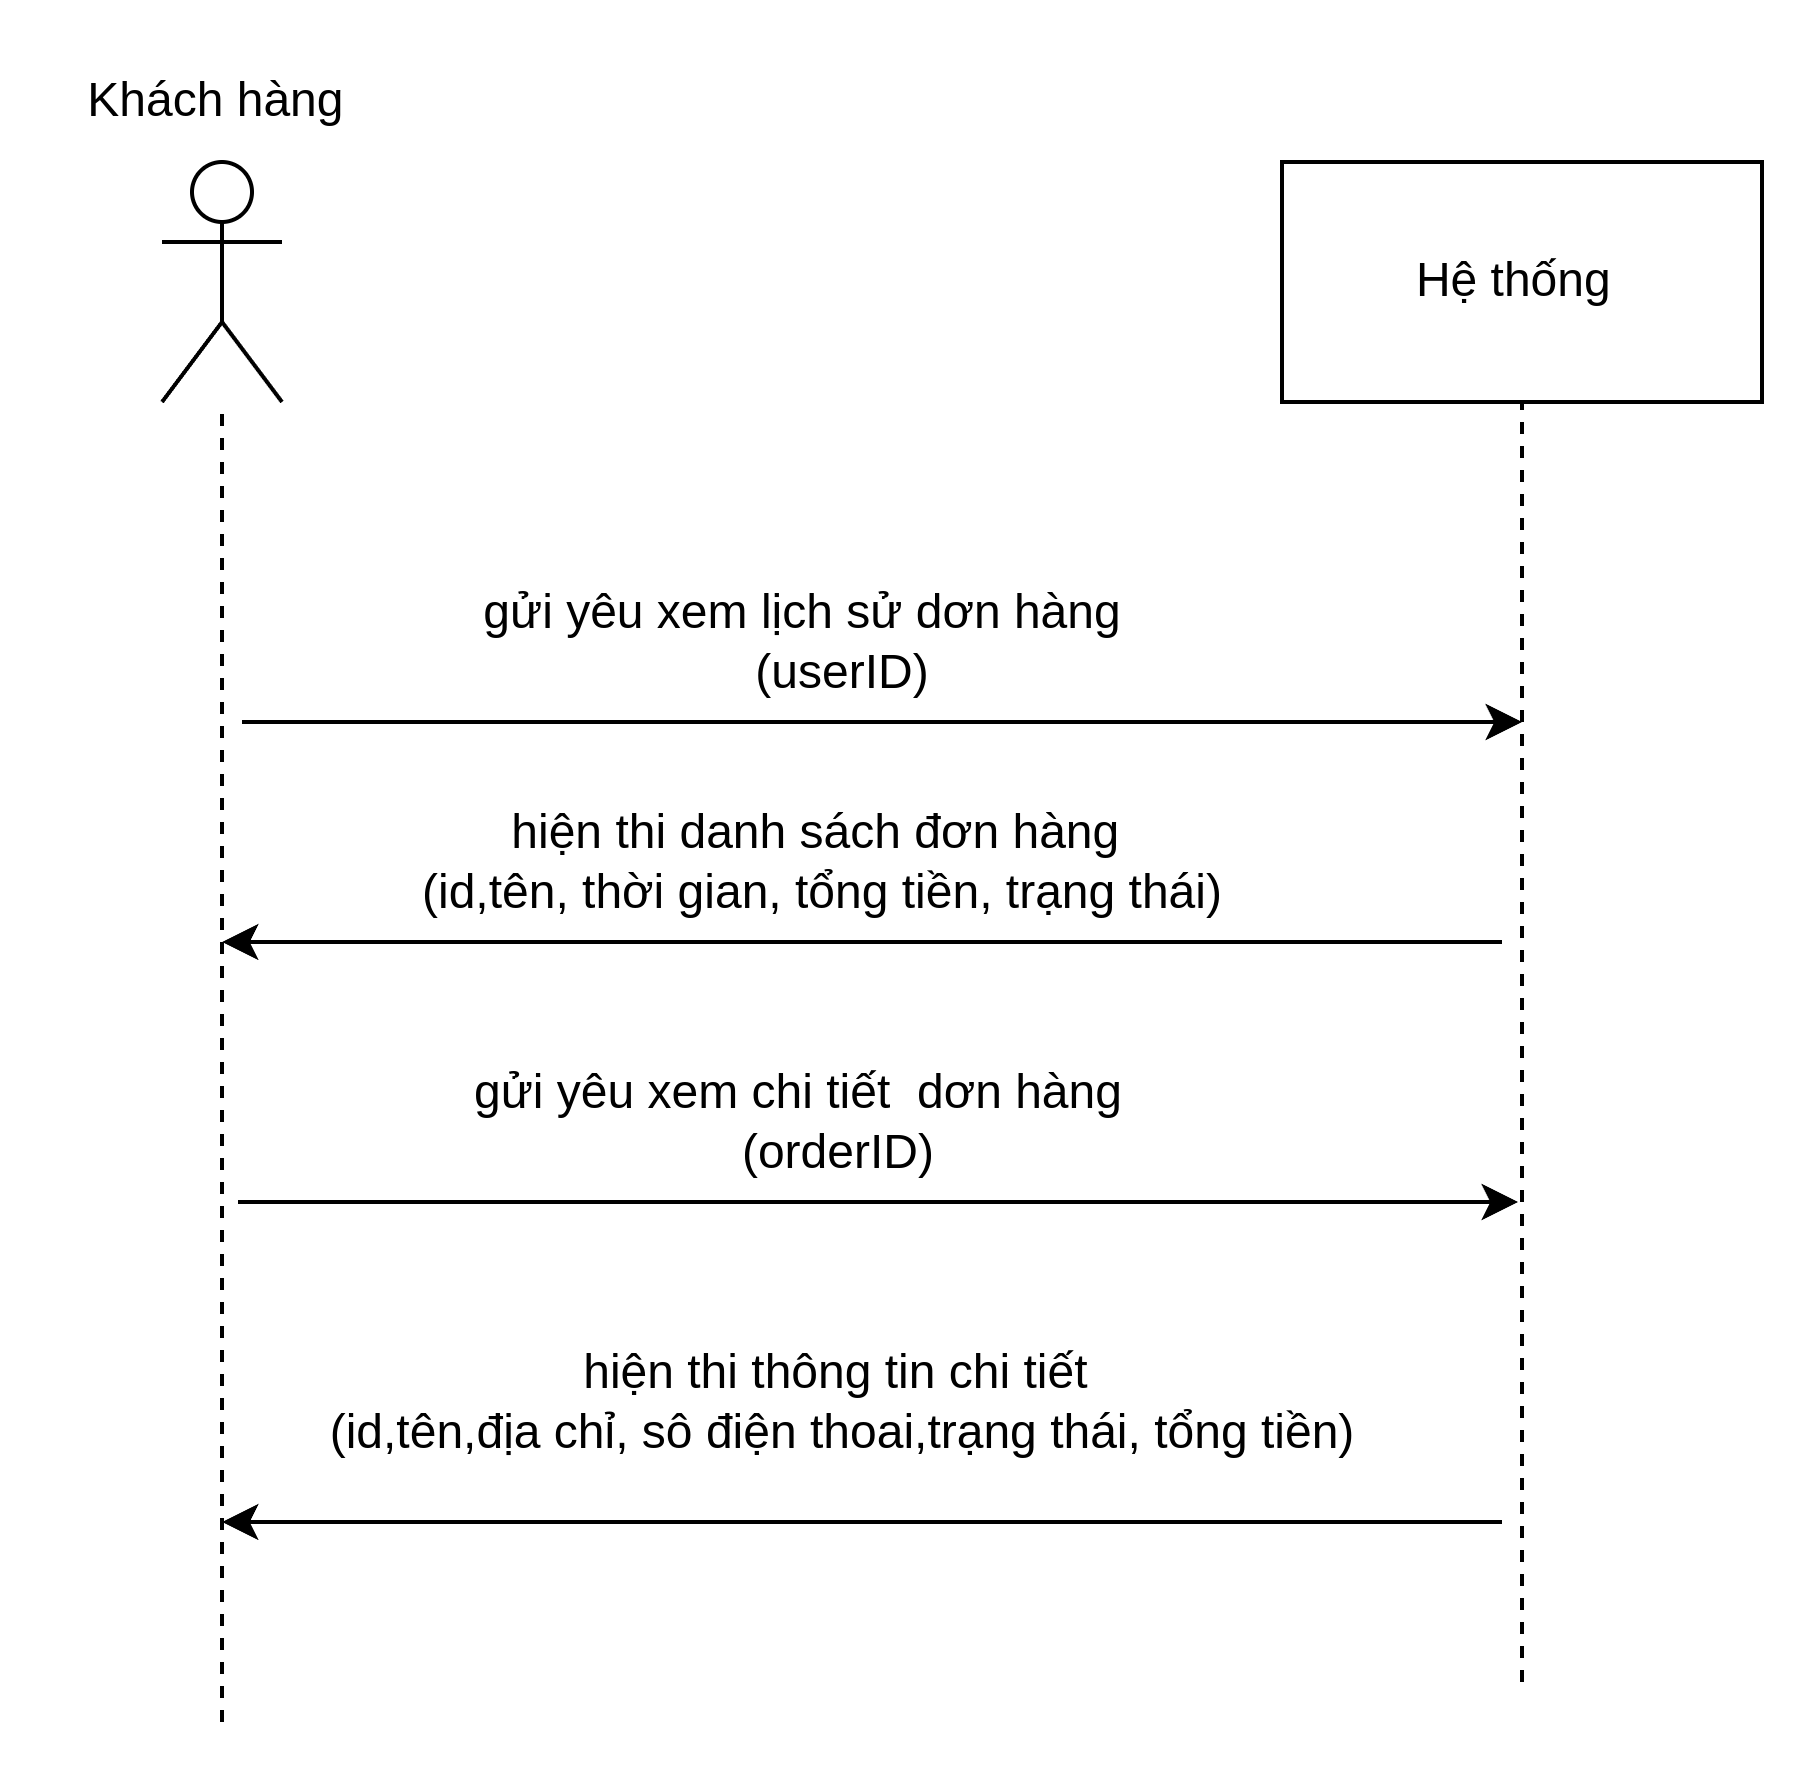 Khách hàng
Hệ thống
gửi yêu xem lịch sử dơn hàng
(userID)
hiện thi danh sách đơn hàng
(id,tên, thời gian, tổng tiền, trạng thái)
gửi yêu xem chi tiết  dơn hàng
(orderID)
hiện thi thông tin chi tiết
(id,tên,địa chỉ, sô điện thoai,trạng thái, tổng tiền)